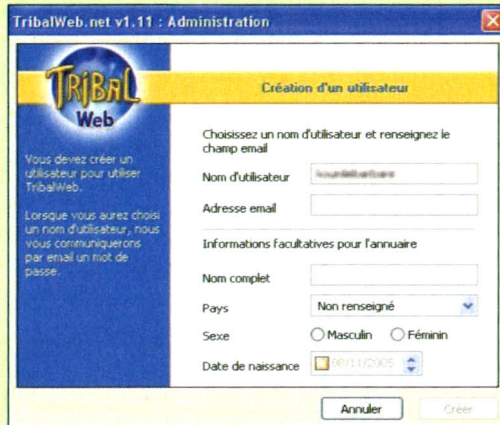 TribalWeb.net v1.11 : Administration
TRIBAL
Web
Création d'un utilisateur
Vous devez créer un
utilisateur pour utiliser
TribalWeb.
Lorsque vous aurez choisi
un nom d'utilisateur, nous
vous communiquerons
par email un mot de
passe.
Choisissez un nom d'utilisateur et renseignez le
champ email
Nom d'utilisateur
Adresse email
Informations facultatives pour l'annuaire
Nom complet
Pays Non renseigné
Sexe Masculin Féminin
Date de naissance 08/11/2005
Annuler Créer